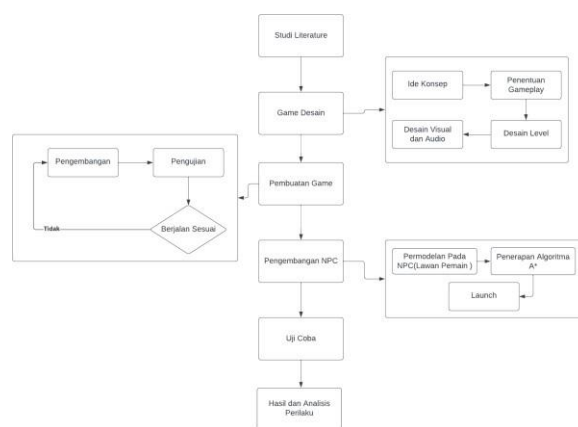 Studi Literature
Game Desain
Ide Konsep
Penentuan
Gameplay
Desain Level
Desain Visual
dan Audio
Pembuatan Game
Pengembangan
Pengujian
Berjalan Sesuai
Tidak
Pengembangan NPC
Permodelan Pada
NPC(Lawan Pemain )
Penerapan Algoritma
A*
Launch
Uji Coba
Hasil dan Analisis
Perilaku